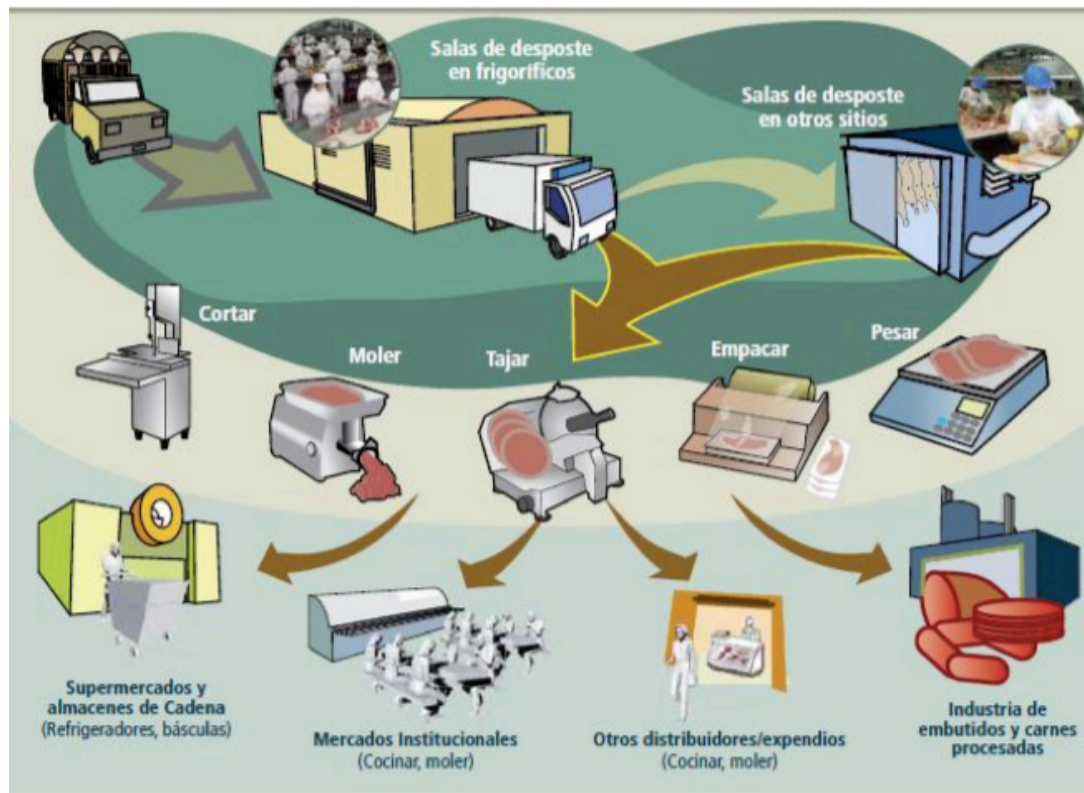 Salas de desposte
en frigoríficos
Salas de desposte
en otros sitios
Cortar
Moler
Tajar
Empacar
Pesar
Supermercados y
almacenes de Cadena
(Refrigeradores, básculas)
Mercados Institucionales
(Cocinar, moler)
Otros distribuidores/expendios
(Cocinar, moler)
Industria de
embutidos y carnes
procesadas